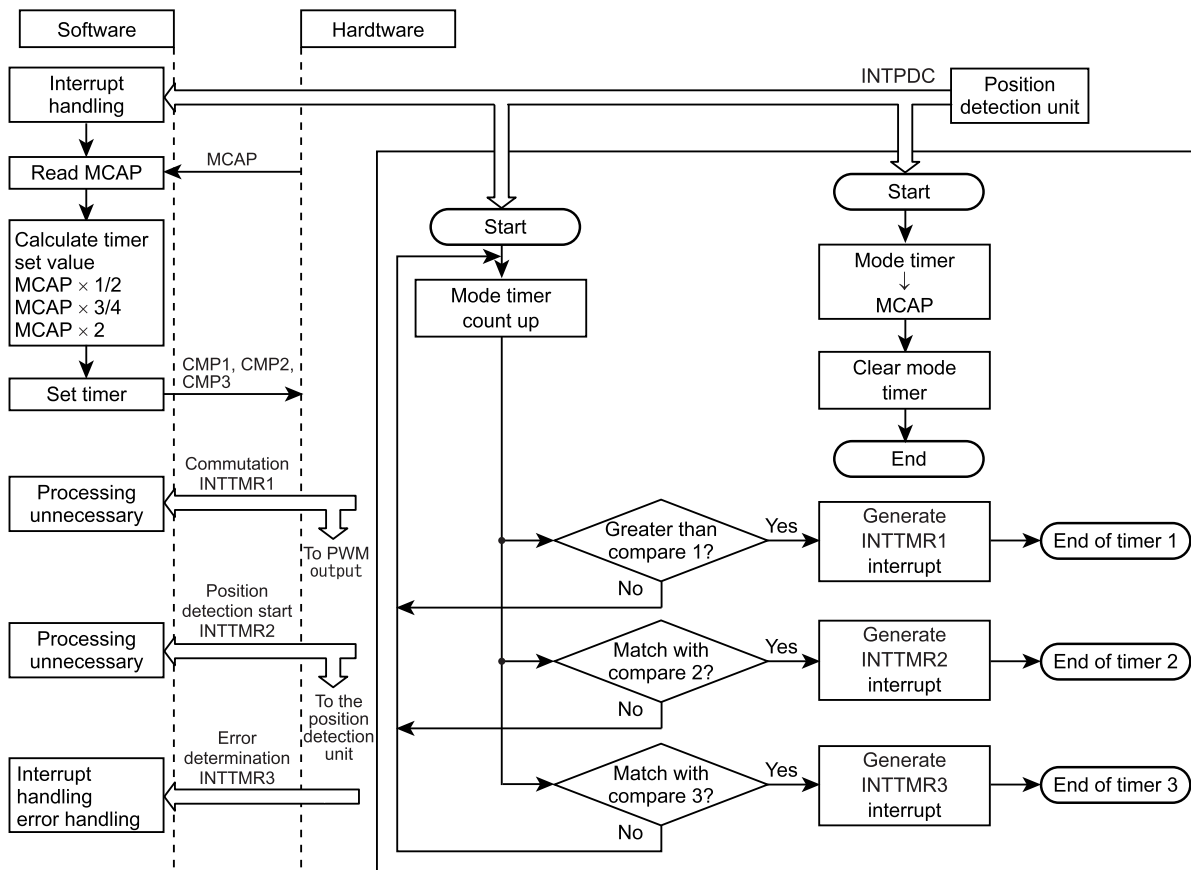 Software
Hardtware
Interrupt
handling
INTPDC
Position
detection unit
Read MCAP
MCAP
Calculate timer
set value
MCAP × 1/2
MCAP × 3/4
MCAP × 2
Set timer
CMP1, CMP2,
CMP3
Start
Mode timer
count up
Start
Mode timer
↓
MCAP
Clear mode
timer
End
Processing
unnecessary
Commutation
INTTMR1
To PWM
output
Greater than
compare 1?
Yes
No
Generate
INTTMR1
interrupt
End of timer 1
Processing
unnecessary
Position
detection start
INTTMR2
To the
position
detection
unit
Match with
compare 2?
Yes
No
Generate
INTTMR2
interrupt
End of timer 2
Interrupt
handling
error handling
Error
determination
INTTMR3
Match with
compare 3?
Yes
No
Generate
INTTMR3
interrupt
End of timer 3